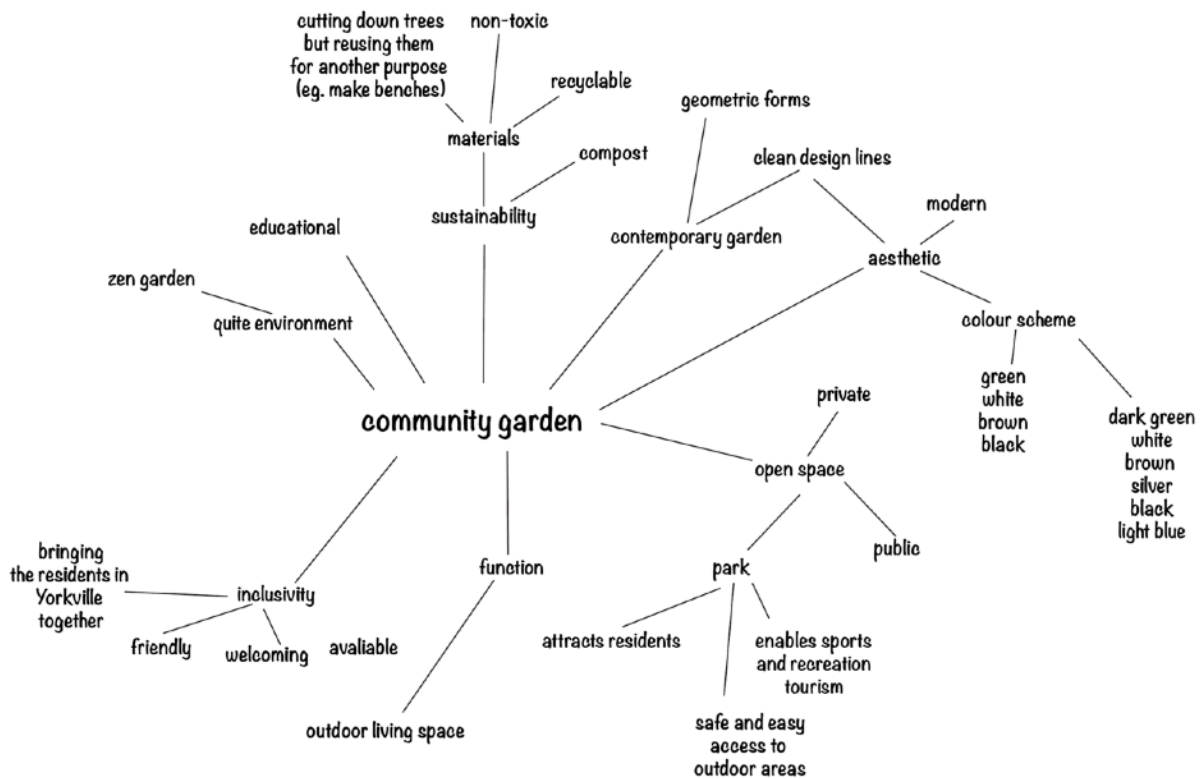 cutting down trees
but reusing them
for another purpose
(eg. make benches)
non-toxic
recyclable
materials
compost
sustainability
geometric forms
clean design lines
contemporary garden
modern
aesthetic
colour scheme
green
white
brown
black
dark green
white
brown
silver
black
light blue
educational
zen garden
quite environment
community garden
private
open space
public
park
attracts residents
enables sports
and recreation
tourism
safe and easy
access to
outdoor areas
function
outdoor living space
inclusivity
bringing
the residents in
Yorkville
together
friendly
welcoming
avaliable